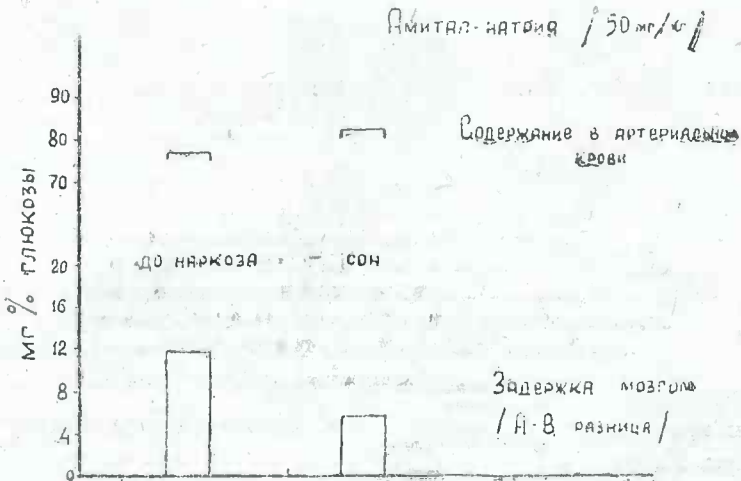 Амитал-натрия / 50 мг/кг /
Содержание в артериальной
крови
90
80
70
до наркоза - сон
20
16
12
8
4
0
мг % глюкозы
Задержка мозгом
/ А-В разница /